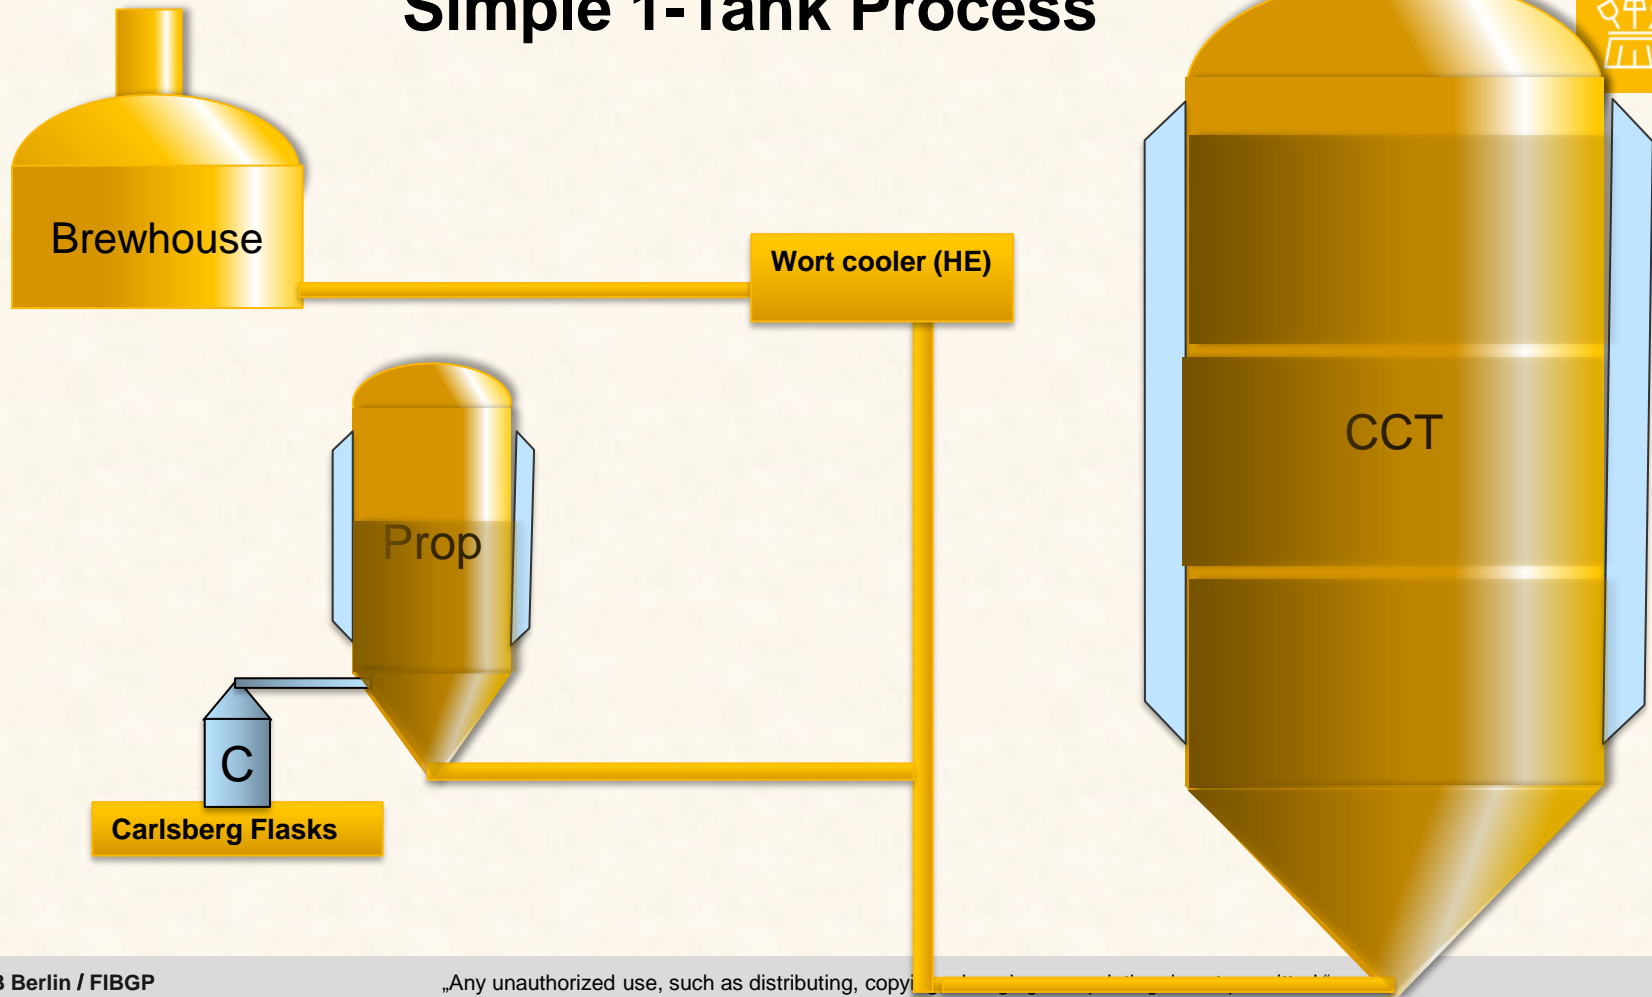 Simple 1-Tank Process
Brewhouse
Wort cooler (HE)
CCT
Prop
C
Carlsberg Flasks
Berlin / FIBGP
„Any unauthorized use, such as distributing, copyi